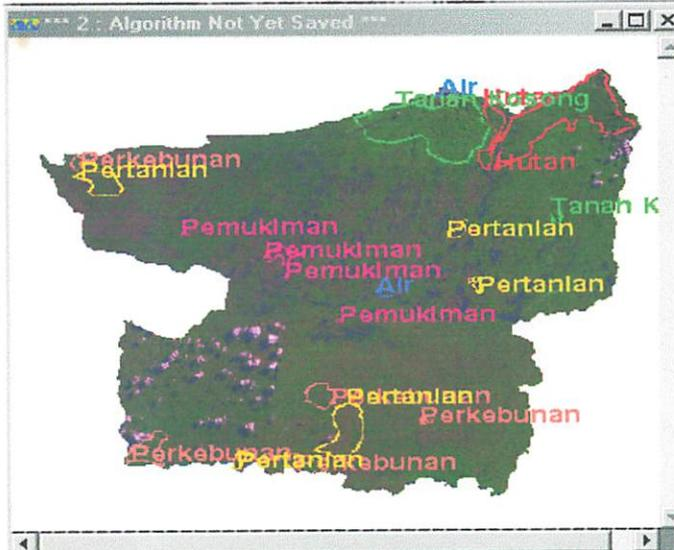 *** 2.: Algorithm Not Yet Saved ***
Air
Tanah Kosong
Hutan
Perkebunan
Hutan
Pertanian
Tanah K
Pemukiman
Pertanian
Pemukiman
Pemukiman
Air
Pertanian
Pemukiman
Pertanian
Perkebunan
Perkebunan
Pertanian